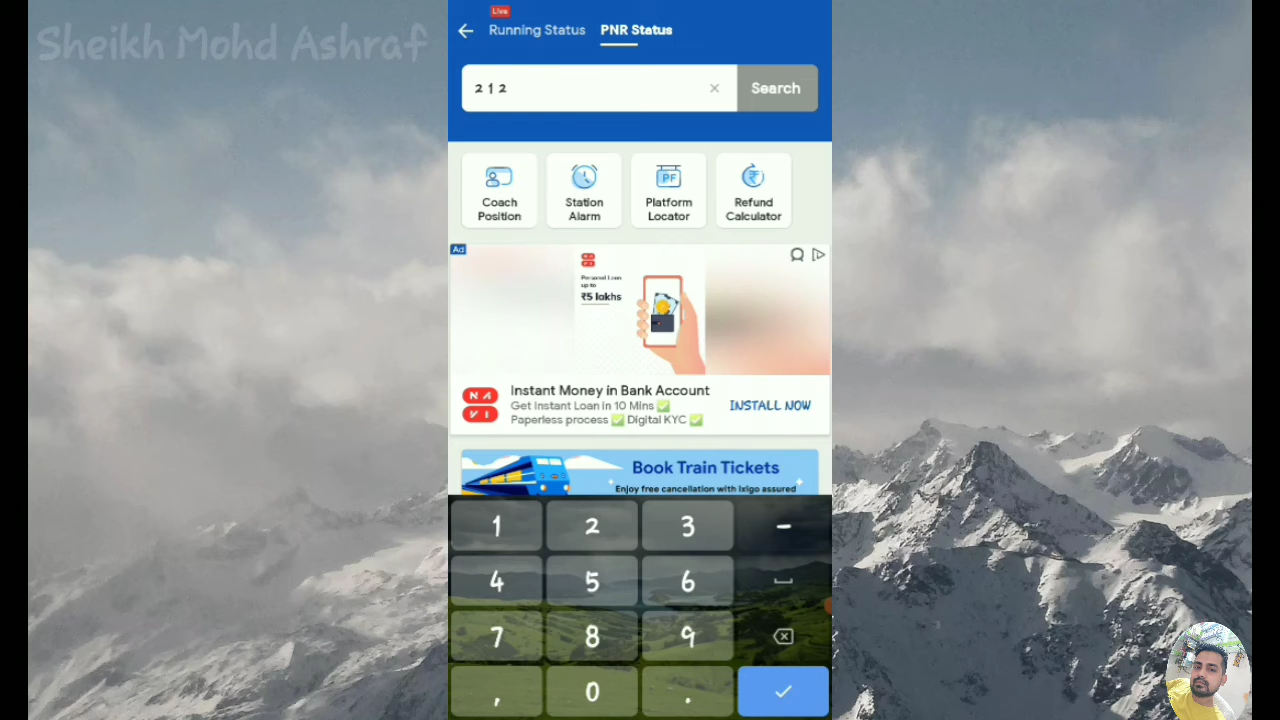 Sheikh Mohd Ashraf
Live
Running Status PNR Status
2 1 2
Search
Coach Position
Station Alarm
PF
Platform Locator
Refund Calculator
Ad
Personal Loan
up to
₹5 lakhs
NAVI
Instant Money in Bank Account
Get Instant Loan in 10 Mins ✅
Paperless process ✅ Digital KYC ✅
INSTALL NOW
Book Train Tickets
Enjoy free cancellation with ixigo assured
1 2 3 -
4 5 6
7 8 9
, 0 .